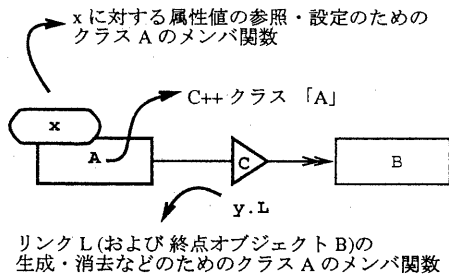 x に対する属性値の参照・設定のための
クラス A のメンバ関数
C++ クラス 「A」
x
A
C
B
y.L
リンク L (および 終点オブジェクト B)の
生成・消去などのためのクラス A のメンバ関数